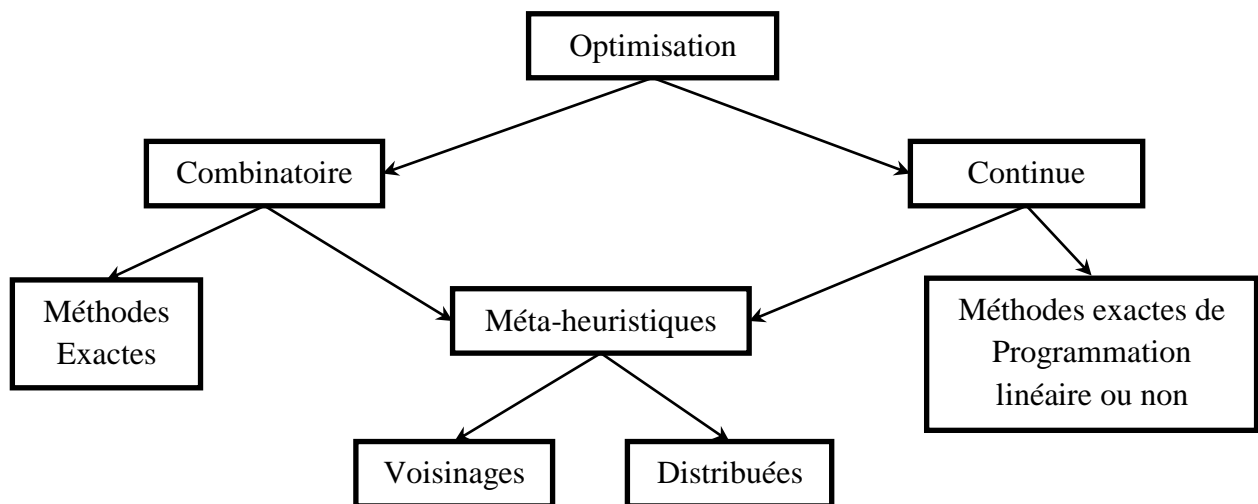 Optimisation
Combinatoire
Continue
Méthodes
Exactes
Méta-heuristiques
Méthodes exactes de
Programmation
linéaire ou non
Voisinages
Distribuées